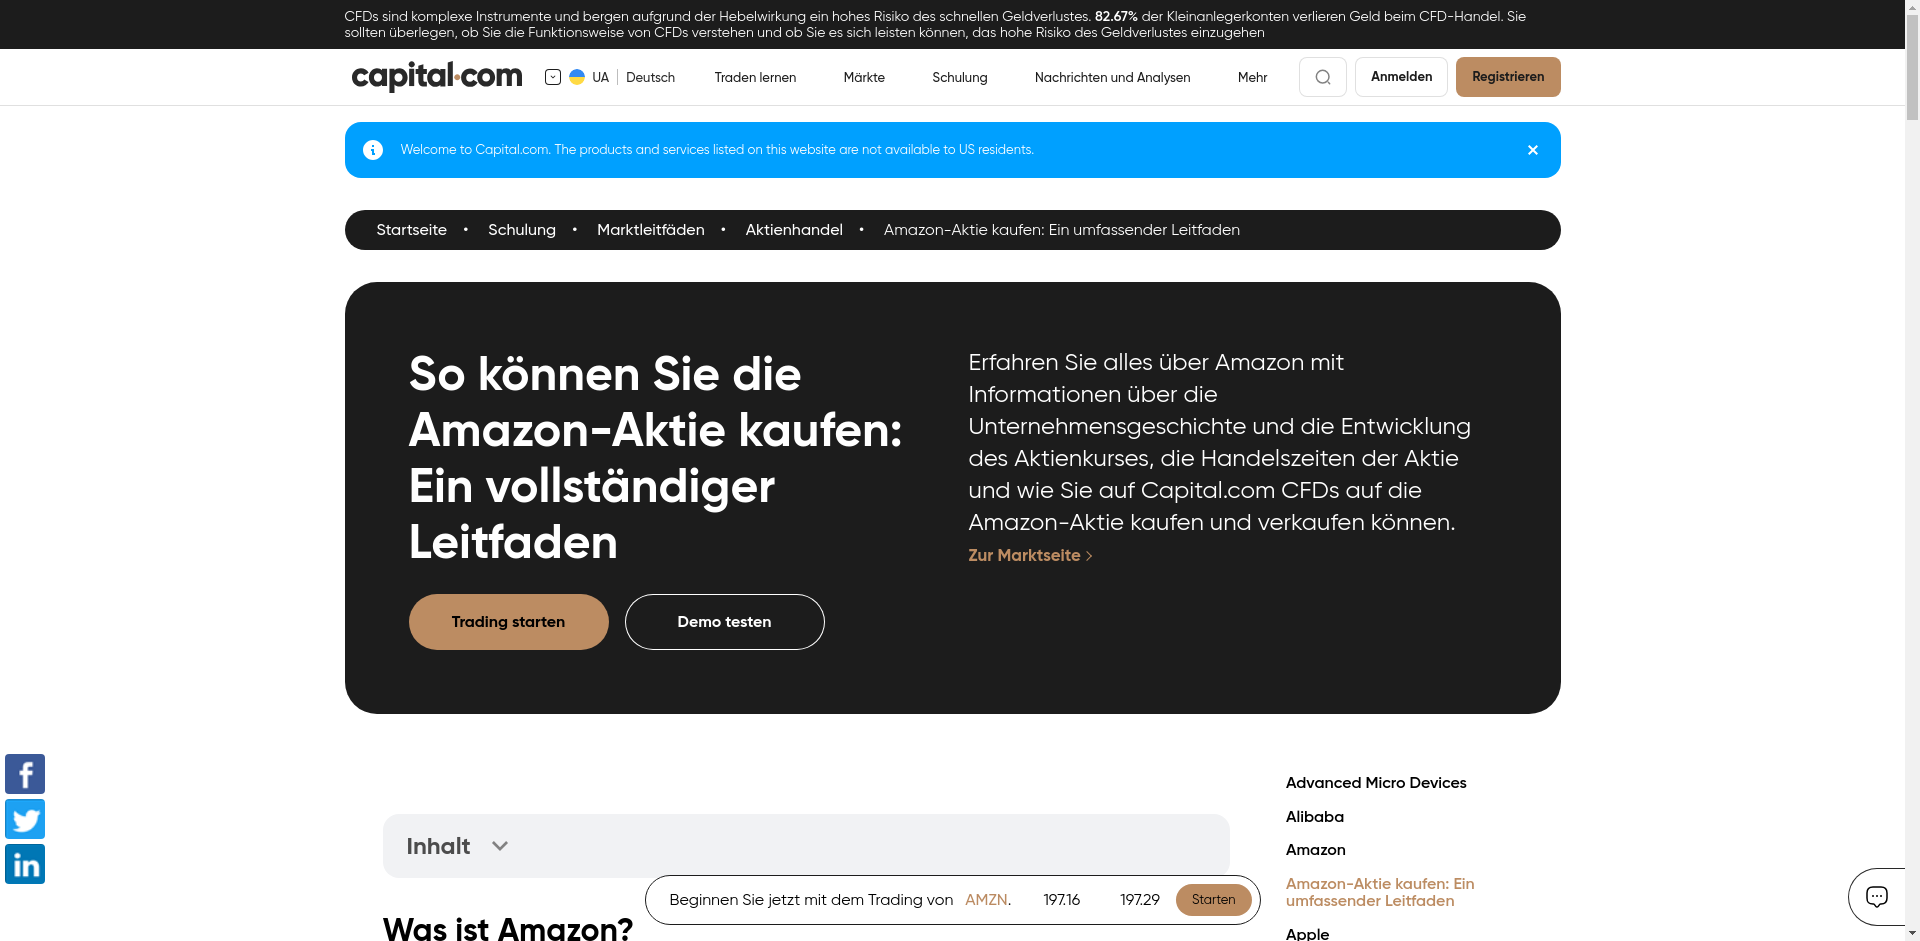 CFDs sind komplexe Instrumente und bergen aufgrund der Hebelwirkung ein hohes Risiko des schnellen Geldverlustes. 82.67% der Kleinanlegerkonten verlieren Geld beim CFD-Handel. Sie
sollten überlegen, ob Sie die Funktionsweise von CFDs verstehen und ob Sie es sich leisten können, das hohe Risiko des Geldverlustes einzugehen
capital.com UA Deutsch Traden lernen Märkte Schulung Nachrichten und Analysen Mehr Anmelden Registrieren
Welcome to Capital.com. The products and services listed on this website are not available to US residents.
Startseite • Schulung • Marktleitfäden • Aktienhandel • Amazon-Aktie kaufen: Ein umfassender Leitfaden
So können Sie die
Amazon-Aktie kaufen:
Ein vollständiger
Leitfaden
Erfahren Sie alles über Amazon mit
Informationen über die
Unternehmensgeschichte und die Entwicklung
des Aktienkurses, die Handelszeiten der Aktie
und wie Sie auf Capital.com CFDs auf die
Amazon-Aktie kaufen und verkaufen können.
Zur Marktseite
Trading starten Demo testen
Inhalt
Was ist Amazon?
Advanced Micro Devices
Alibaba
Amazon
Amazon-Aktie kaufen: Ein
umfassender Leitfaden
Apple
Beginnen Sie jetzt mit dem Trading von AMZN. 197.16 197.29 Starten